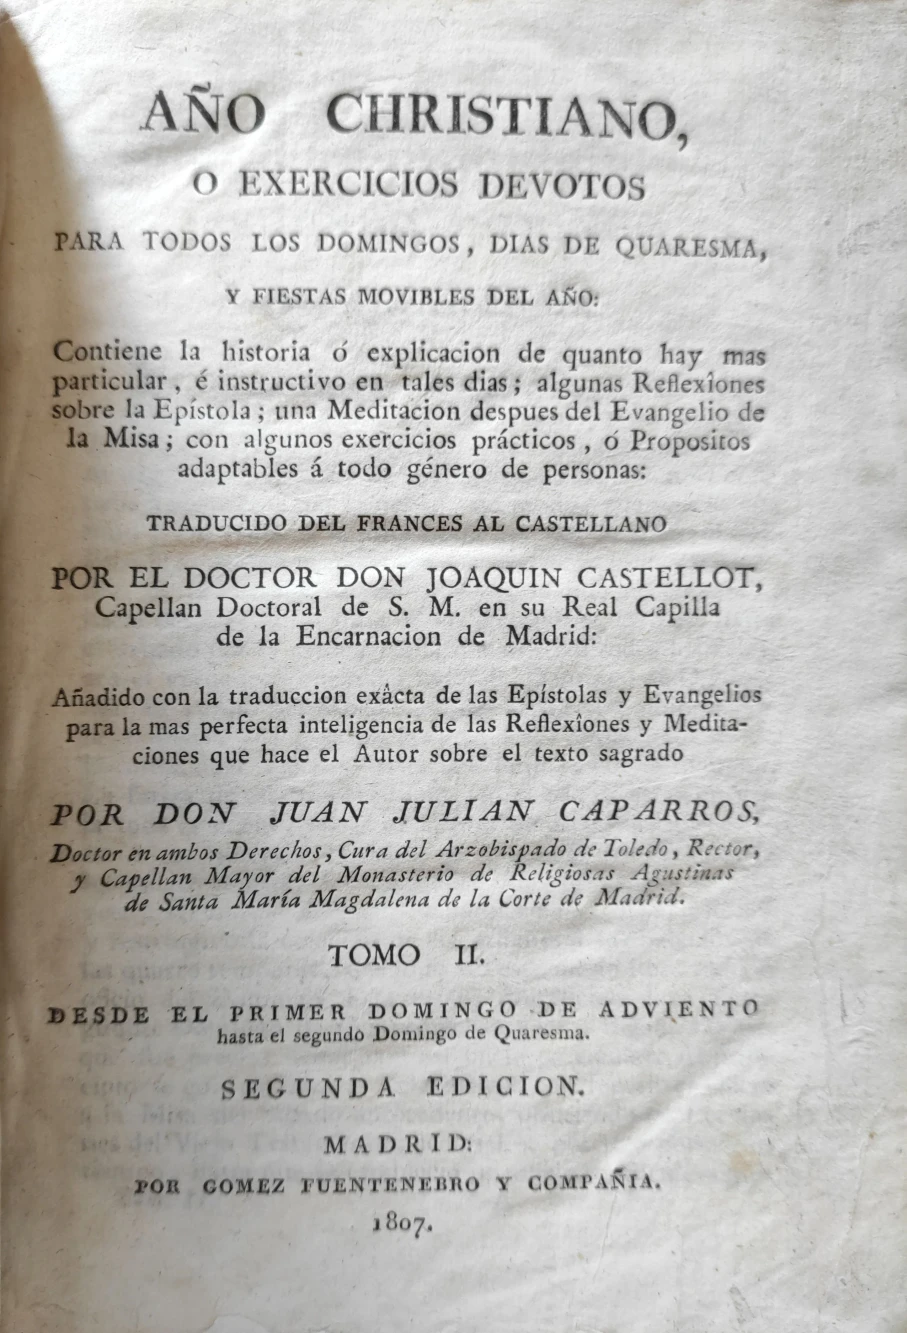 AÑO CHRISTIANO,
O EXERCICIOS DEVOTOS
PARA TODOS LOS DOMINGOS, DIAS DE QUARESMA,
Y FIESTAS MOVIBLES DEL AÑO:
Contiene la historia ó explicacion de quanto hay mas
particular, é instructivo en tales dias; algunas Reflexîones
sobre la Epístola; una Meditacion despues del Evangelio de
la Misa; con algunos exercicios prácticos, ó Propositos
adaptables á todo género de personas:
TRADUCIDO DEL FRANCES AL CASTELLANO
POR EL DOCTOR DON JOAQUIN CASTELLOT,
Capellan Doctoral de S. M. en su Real Capilla
de la Encarnacion de Madrid:
Añadido con la traduccion exâcta de las Epístolas y Evangelios
para la mas perfecta inteligencia de las Reflexîones y Medita-
ciones que hace el Autor sobre el texto sagrado
POR DON JUAN JULIAN CAPARROS,
Doctor en ambos Derechos, Cura del Arzobispado de Toledo, Rector,
y Capellan Mayor del Monasterio de Religiosas Agustinas
de Santa María Magdalena de la Corte de Madrid.
TOMO II.
DESDE EL PRIMER DOMINGO DE ADVIENTO
hasta el segundo Domingo de Quaresma.
SEGUNDA EDICION.
MADRID:
POR GOMEZ FUENTENEBRO Y COMPAÑIA.
1807.